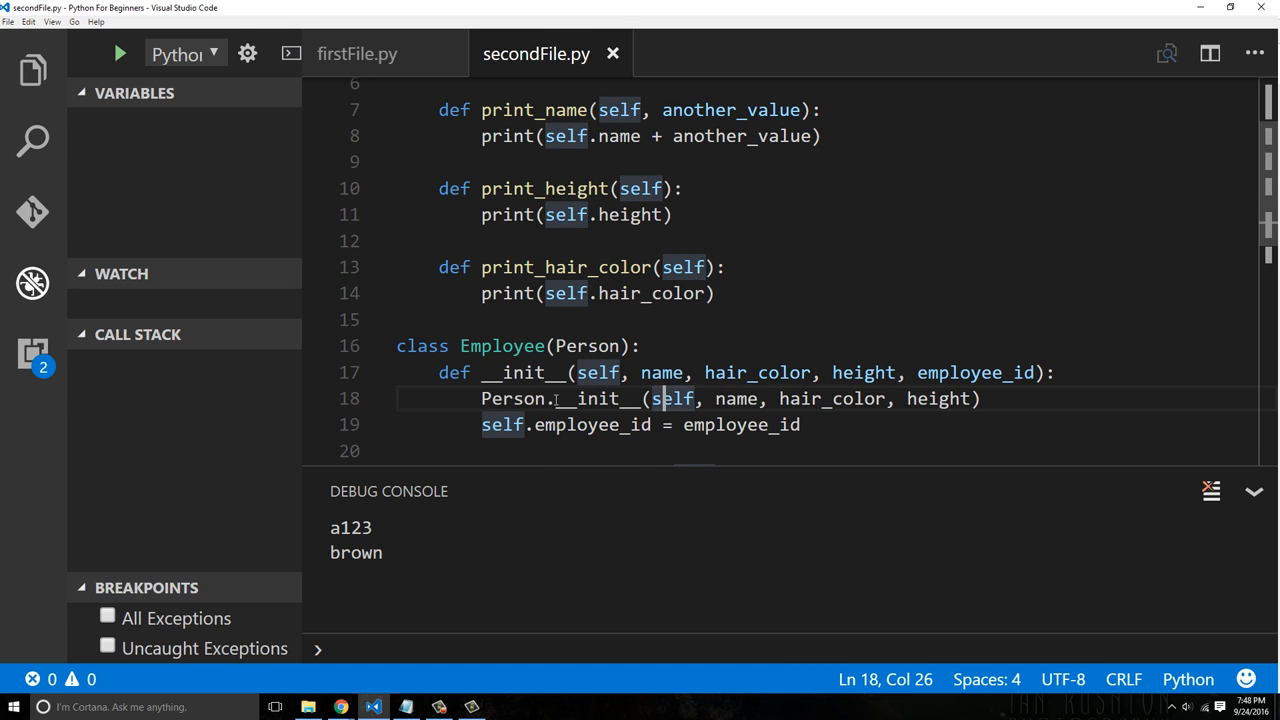 secondFile.py - Python For Beginners - Visual Studio Code
File Edit View Go Help
Python
firstFile.py
secondFile.py
VARIABLES
WATCH
CALL STACK
2
BREAKPOINTS
All Exceptions
Uncaught Exceptions
6
7 def print_name(self, another_value):
8 print(self.name + another_value)
9
10 def print_height(self):
11 print(self.height)
12
13 def print_hair_color(self):
14 print(self.hair_color)
15
16 class Employee(Person):
17 def __init__(self, name, hair_color, height, employee_id):
18 Person.__init__(self, name, hair_color, height)
19 self.employee_id = employee_id
20
DEBUG CONSOLE
a123
brown
0 0
Ln 18, Col 26 Spaces: 4 UTF-8 CRLF Python
I'm Cortana. Ask me anything.
7:48 PM
9/24/2016